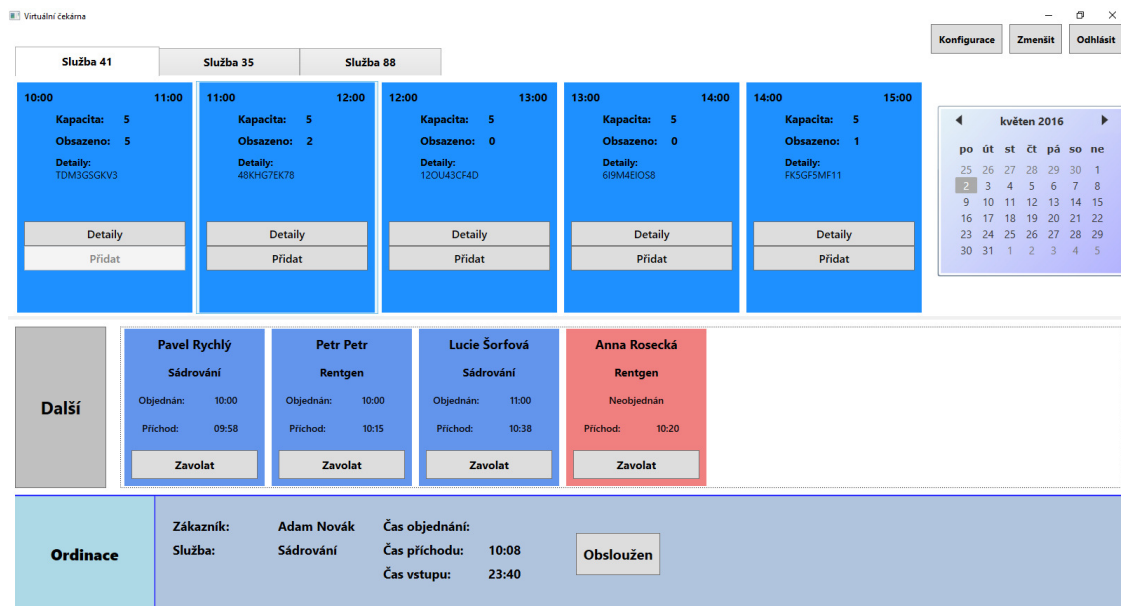 Virtuální čekárna
Konfigurace Zmenšit Odhlásit
Služba 41 Služba 35 Služba 88
10:00 11:00 11:00 12:00 12:00 13:00 13:00 14:00 14:00 15:00
Kapacita: 5 Kapacita: 5 Kapacita: 5 Kapacita: 5 Kapacita: 5
Obsazeno: 5 Obsazeno: 2 Obsazeno: 0 Obsazeno: 0 Obsazeno: 1
Detaily: Detaily: Detaily: Detaily: Detaily:
TDM3GSGKV3 48KHG7EK78 12OU43CF4D 6I9M4EIOS8 FK5GF5MF11
Detaily Detaily Detaily Detaily Detaily
Přidat Přidat Přidat Přidat Přidat
květen 2016
po út st čt pá so ne
25 26 27 28 29 30 1
2 3 4 5 6 7 8
9 10 11 12 13 14 15
16 17 18 19 20 21 22
23 24 25 26 27 28 29
30 31 1 2 3 4 5
Další
Pavel Rychlý Petr Petr Lucie Šorfová Anna Rosecká
Sádrování Rentgen Sádrování Rentgen
Objednán: 10:00 Objednán: 10:00 Objednán: 11:00 Neobjednán
Příchod: 09:58 Příchod: 10:15 Příchod: 10:38 Příchod: 10:20
Zavolat Zavolat Zavolat Zavolat
Ordinace
Zákazník: Adam Novák Čas objednání:
Služba: Sádrování Čas příchodu: 10:08
Čas vstupu: 23:40
Obsloužen